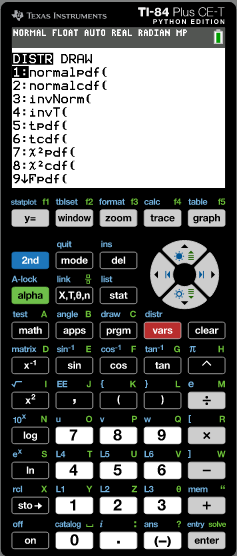 TEXAS INSTRUMENTS TI-84 Plus CE-T
PYTHON EDITION
NORMAL FLOAT AUTO REAL RADIAN MP
DISTR DRAW
1:normalpdf(
2:normalcdf(
3:invNorm(
4:invT(
5:tpdf(
6:tcdf(
7:χ²pdf(
8:χ²cdf(
9↓Fpdf(
statplot f1 tblset f2 format f3 calc f4 table f5
y= window zoom trace graph
quit ins
2nd mode del
A-lock link list
alpha X,T,θ,n stat
test A angle B draw C distr
math apps prgm vars clear
matrix D sin⁻¹ E cos⁻¹ F tan⁻¹ G π H
x⁻¹ sin cos tan ^
√ I EE J { K } L e M
x² , ( ) ÷
10ˣ N u O v P w Q [ R
log 7 8 9 ×
eˣ S L4 T L5 U L6 V ] W
ln 4 5 6 −
rcl X L1 Y L2 Z L3 θ mem "
sto→ 1 2 3 +
off catalog ⎵ i : ans ? entry solve
on 0 . (−) enter